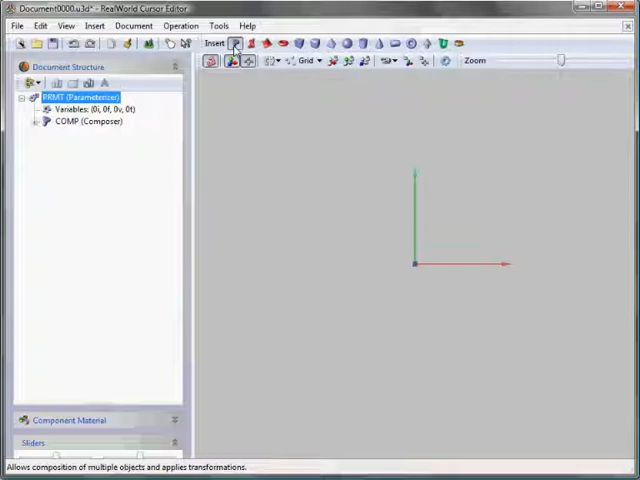 Document0000.u3d* - RealWorld Cursor Editor
File Edit View Insert Document Operation Tools Help
Insert
Document Structure
Grid
Zoom
PRMT (Parameterizer)
Variables: (0i, 0f, 0v, 0t)
COMP (Composer)
Component Material
Sliders
Allows composition of multiple objects and applies transformations.